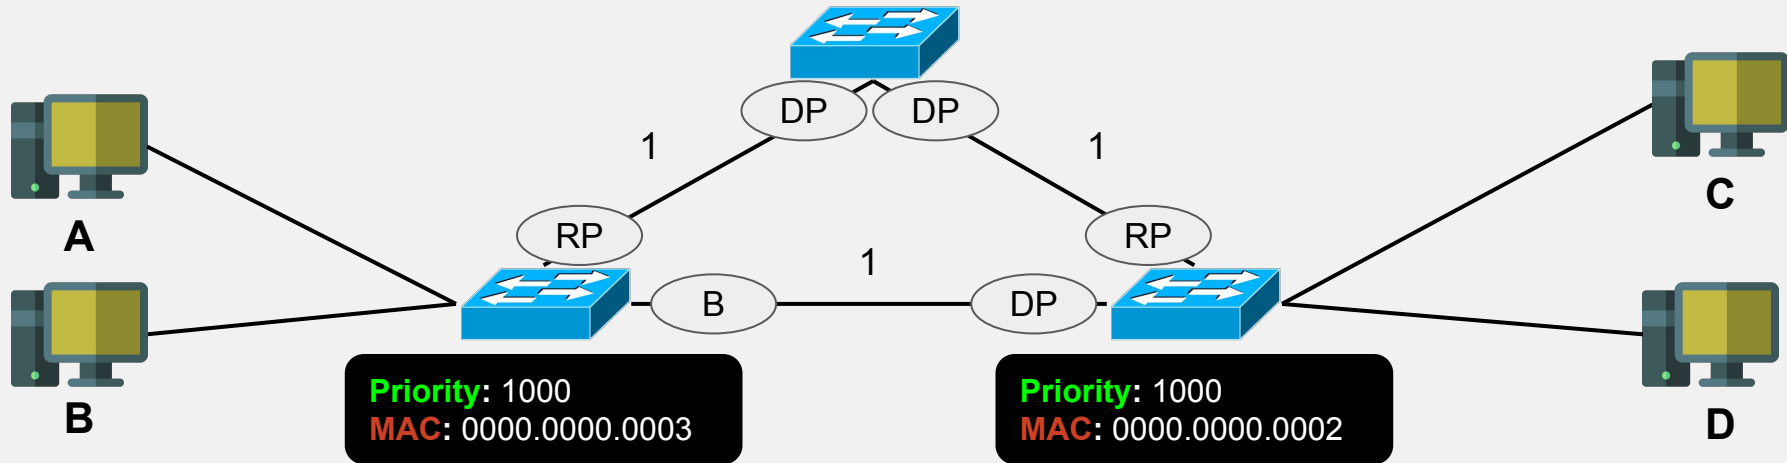 DP
DP
1
1
A
C
RP
RP
1
B
DP
B
D
Priority: 1000
MAC: 0000.0000.0003
Priority: 1000
MAC: 0000.0000.0002